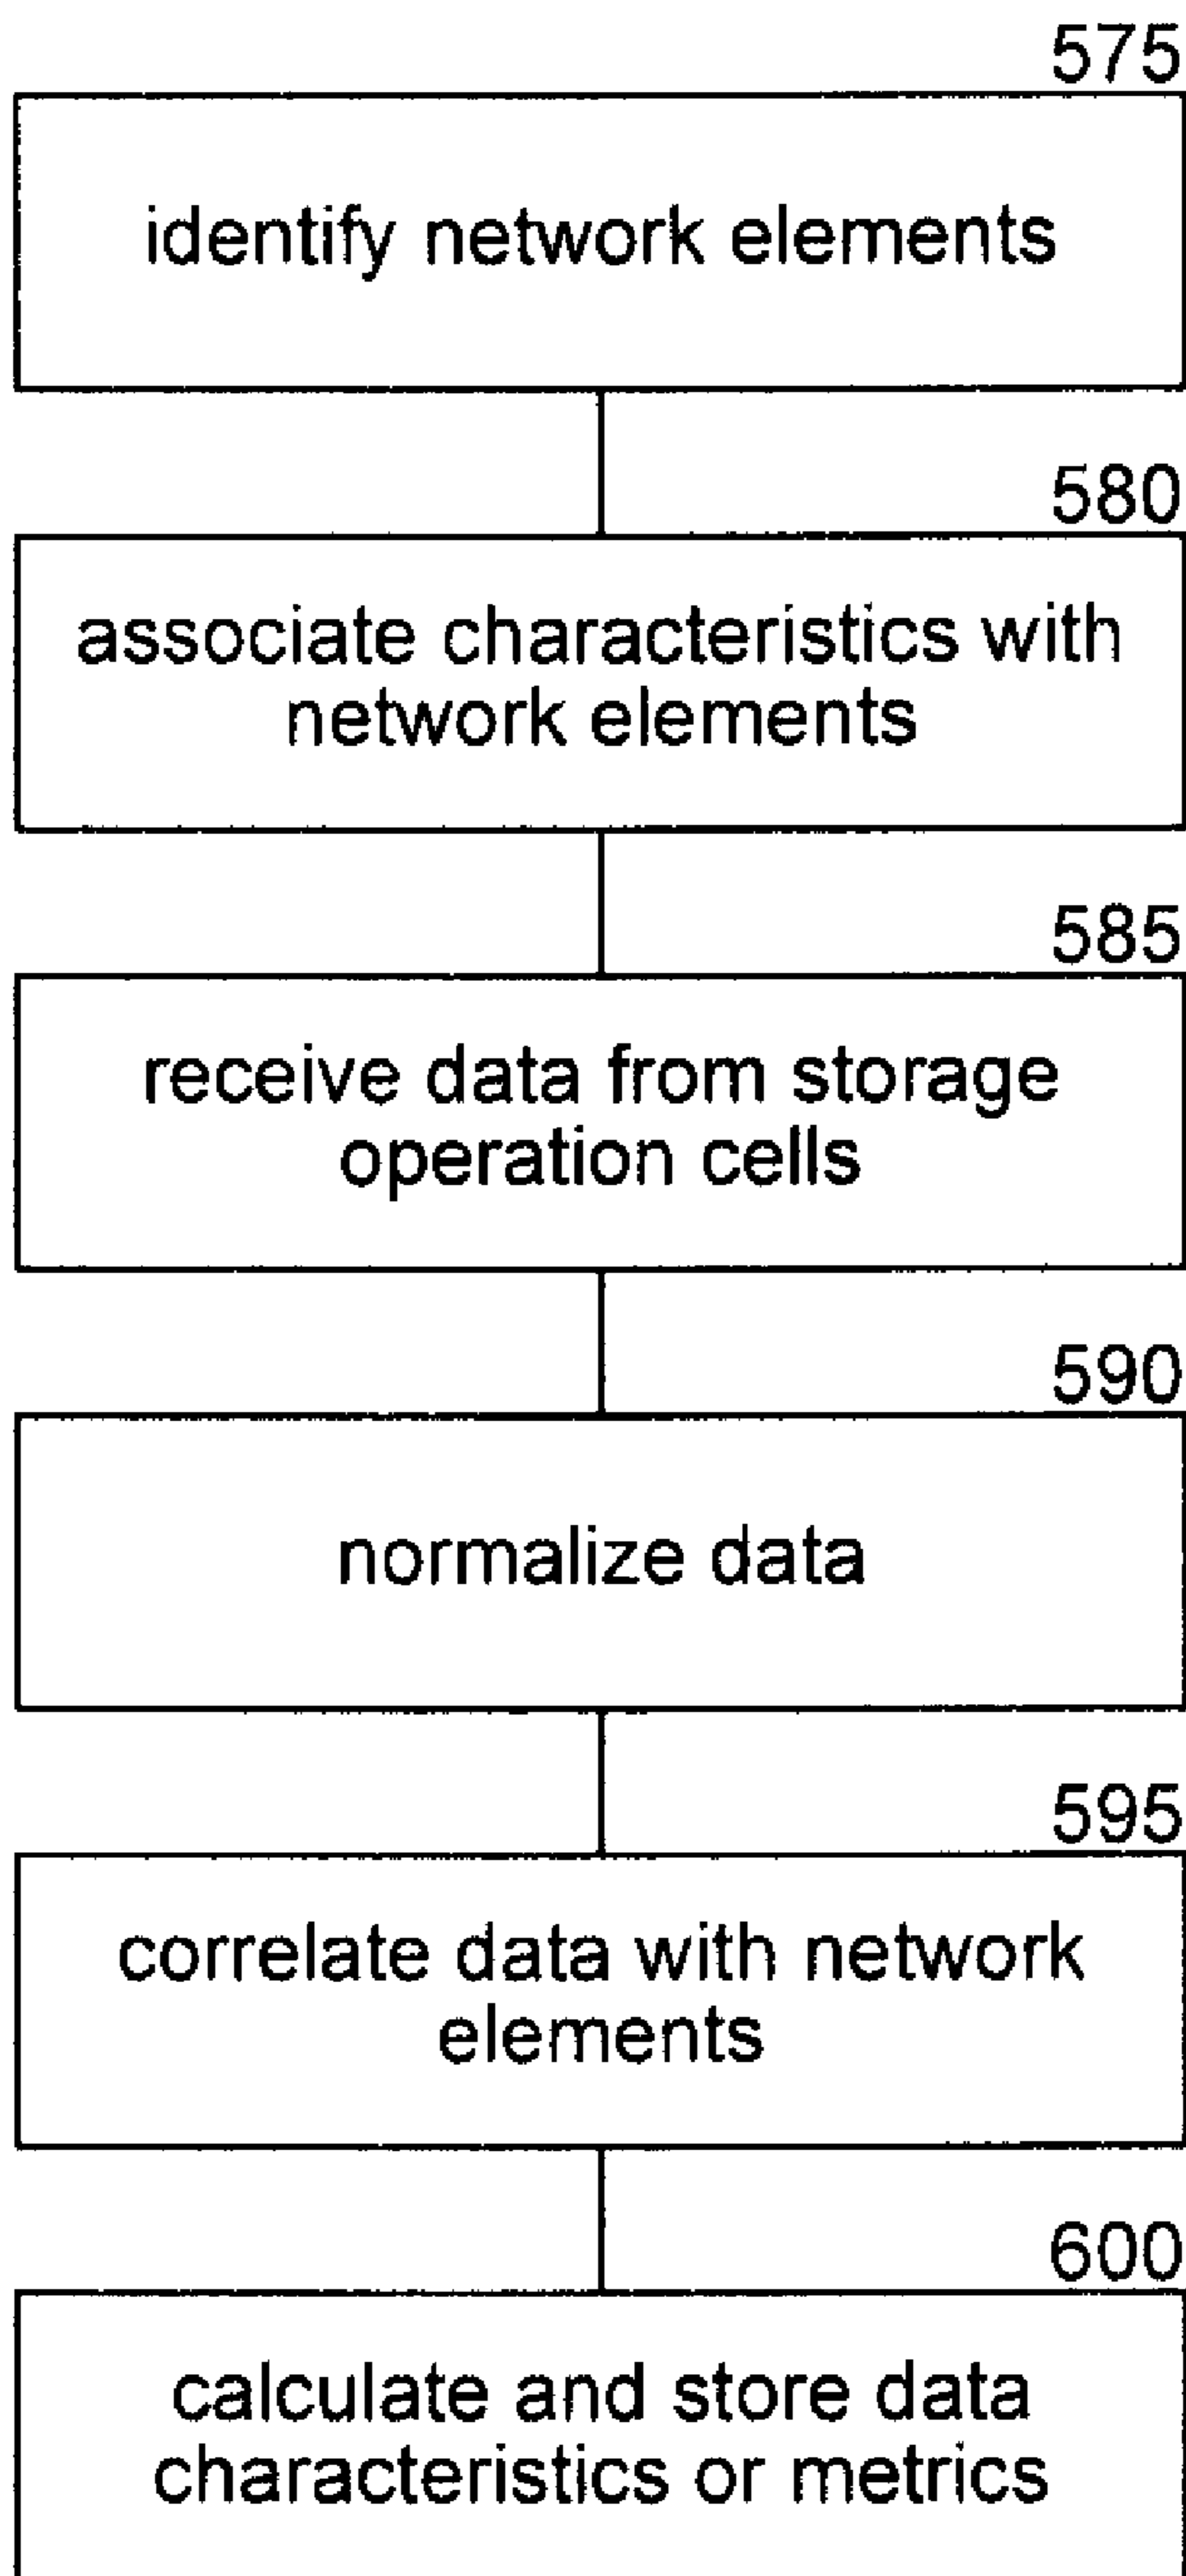 575
identify network elements
580
associate characteristics with
network elements
585
receive data from storage
operation cells
590
normalize data
595
correlate data with network
elements
600
calculate and store data
characteristics or metrics